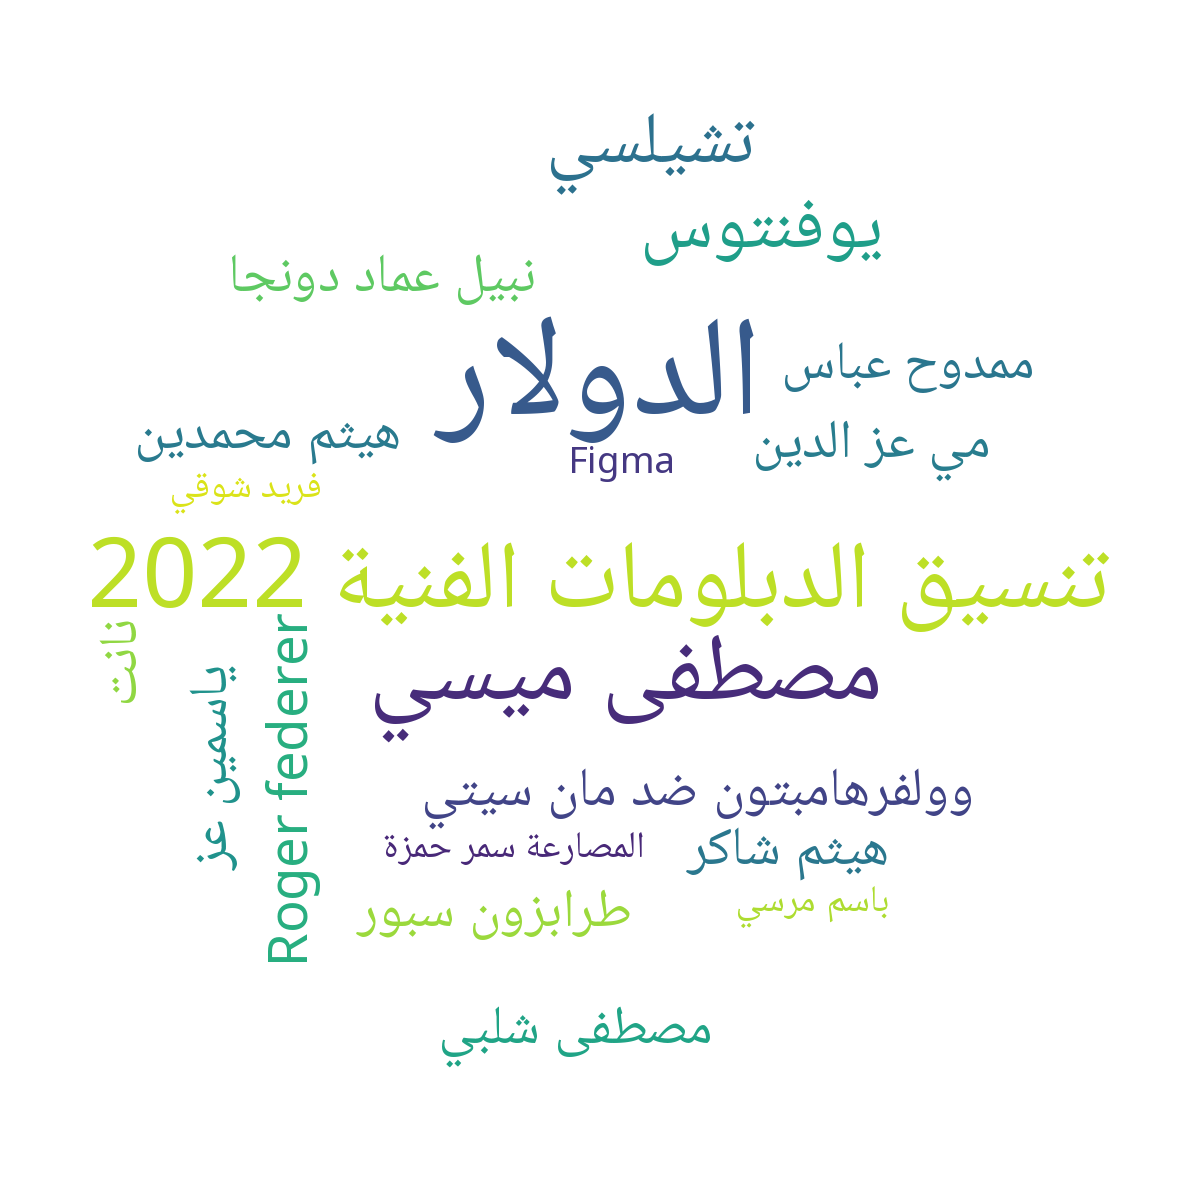 تشيلسي
يوفنتوس
نبيل عماد دونجا
الدولار
ممدوح عباس
هيثم محمدين
مي عز الدين
Figma
فريد شوقي
تنسيق الدبلومات الفنية 2022
نانت
ياسمين عز
Roger federer
مصطفى ميسي
وولفرهامبتون ضد مان سيتي
المصارعة سمر حمزة
هيثم شاكر
طرابزون سبور
باسم مرسي
مصطفى شلبي